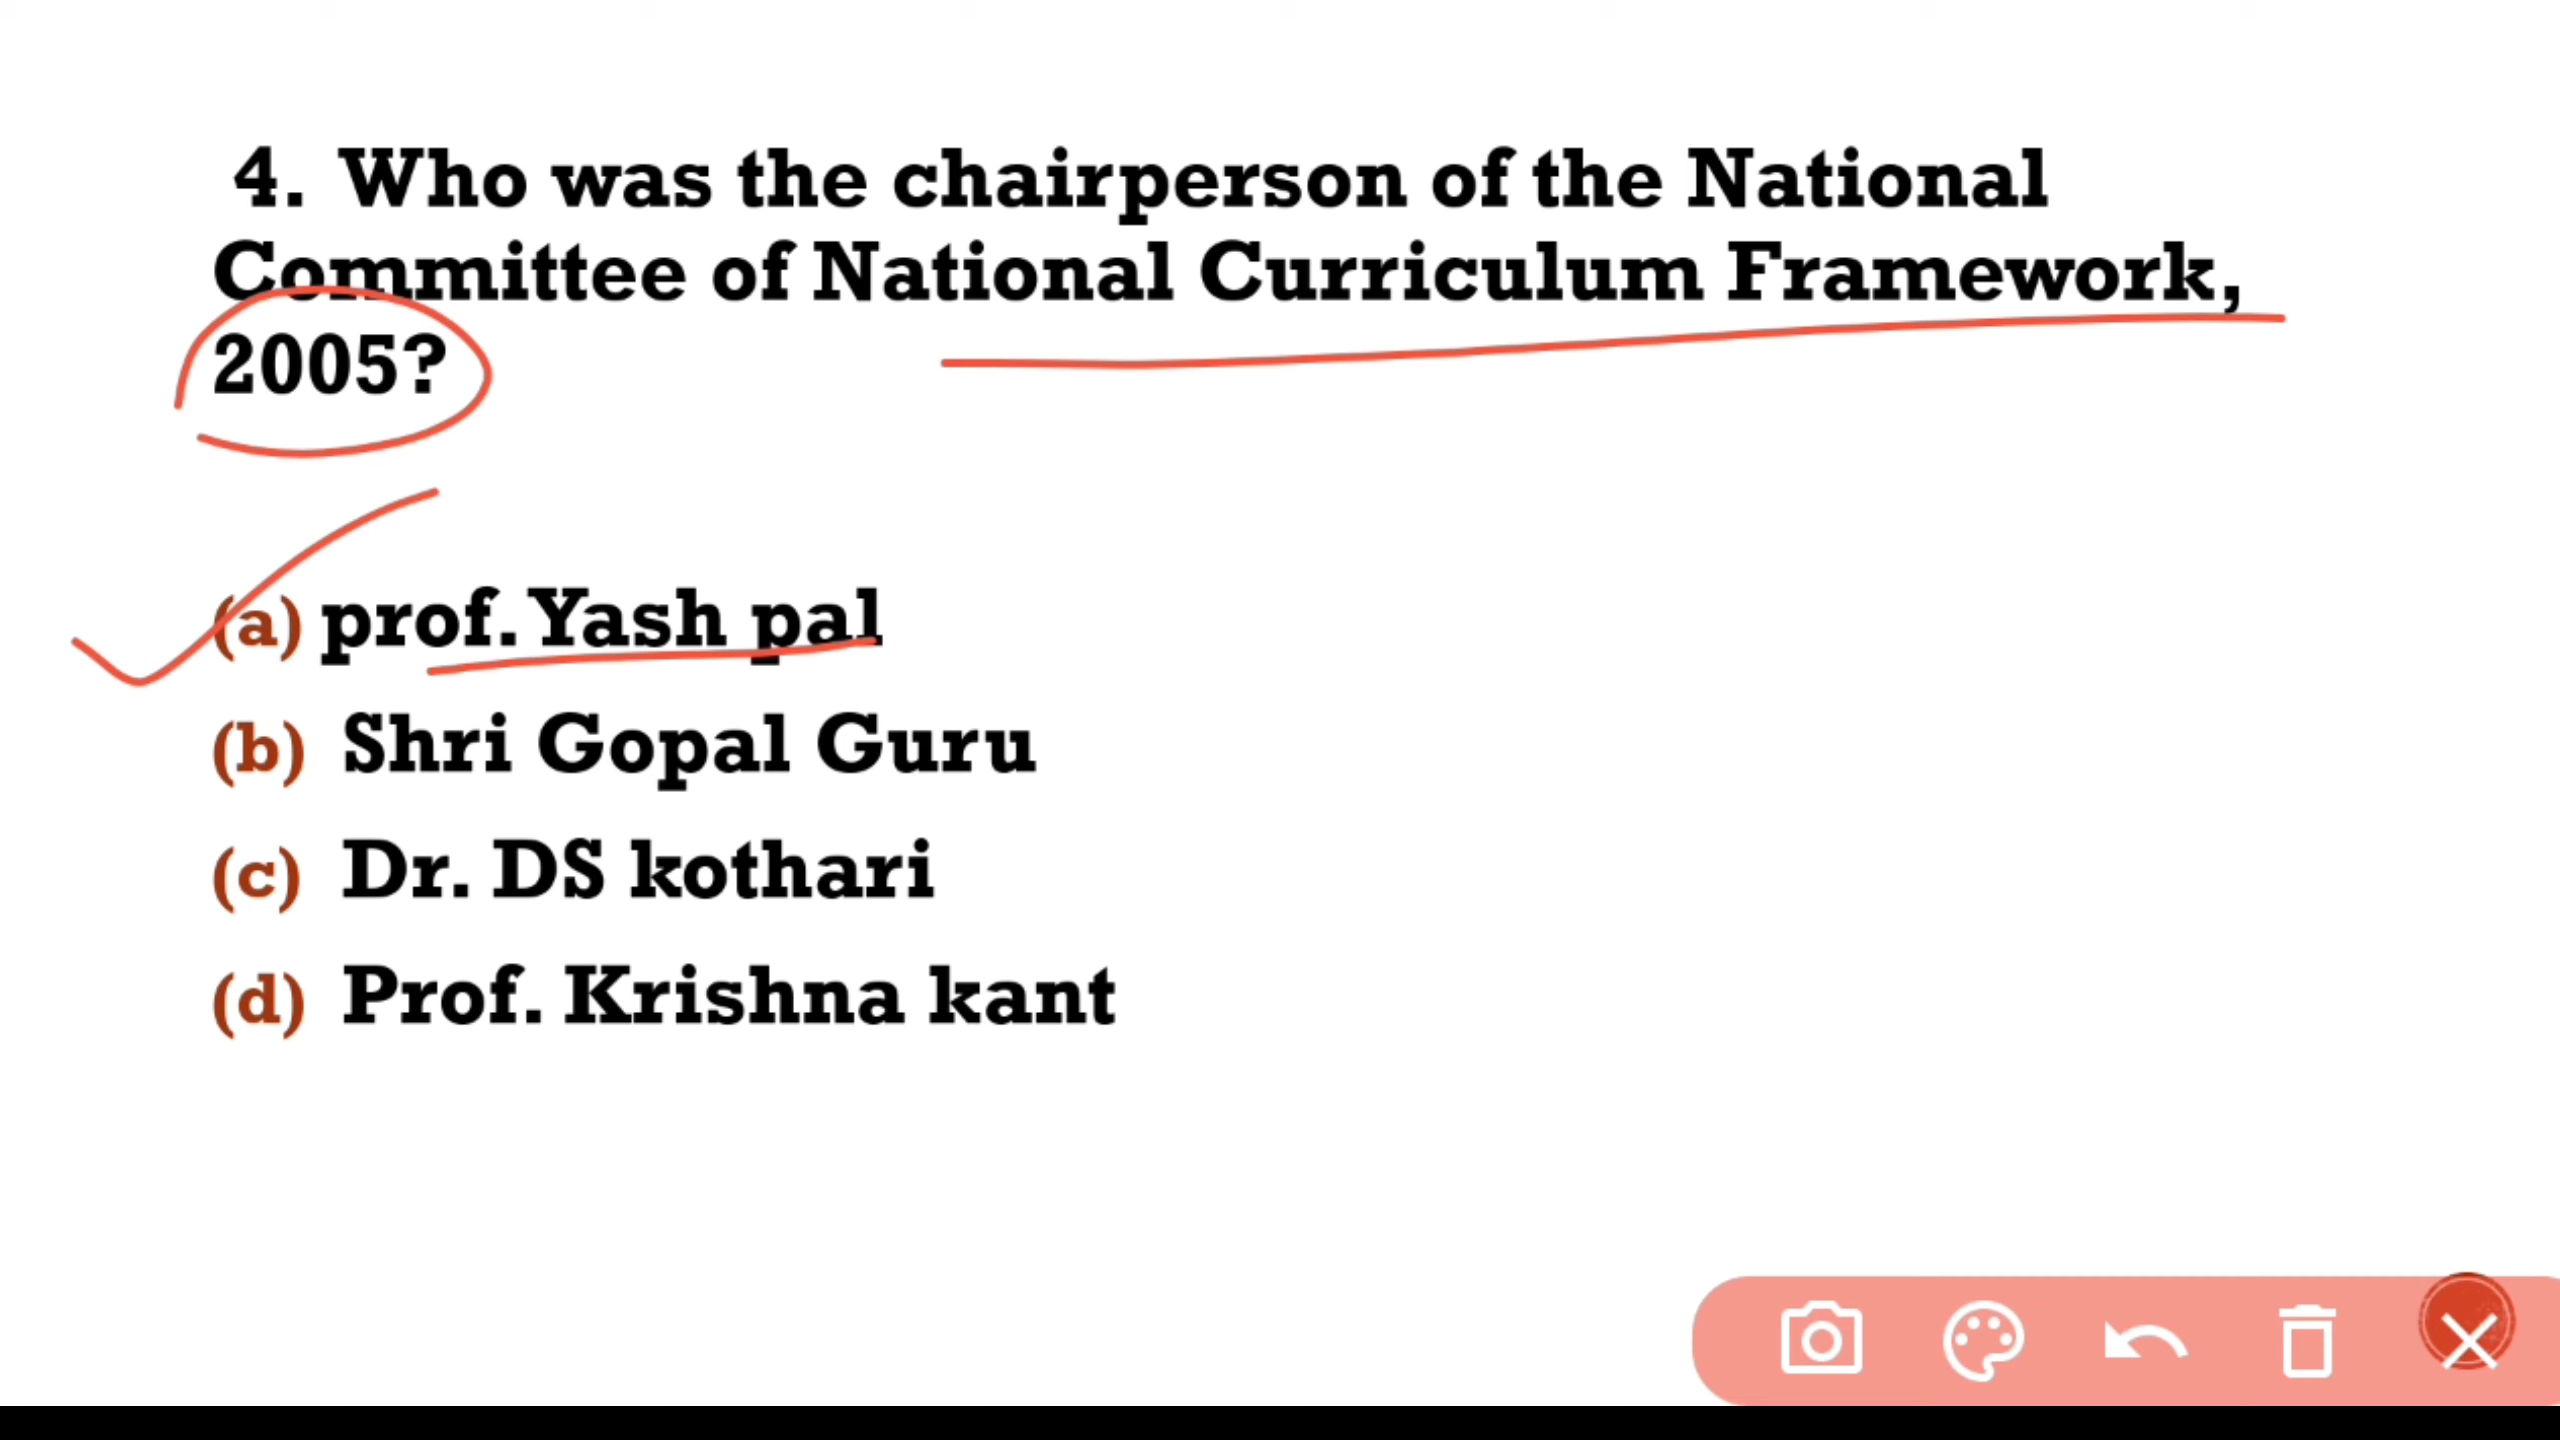 4. Who was the chairperson of the National
Committee of National Curriculum Framework,
2005?
(a) prof. Yash pal
(b) Shri Gopal Guru
(c) Dr. DS kothari
(d) Prof. Krishna kant